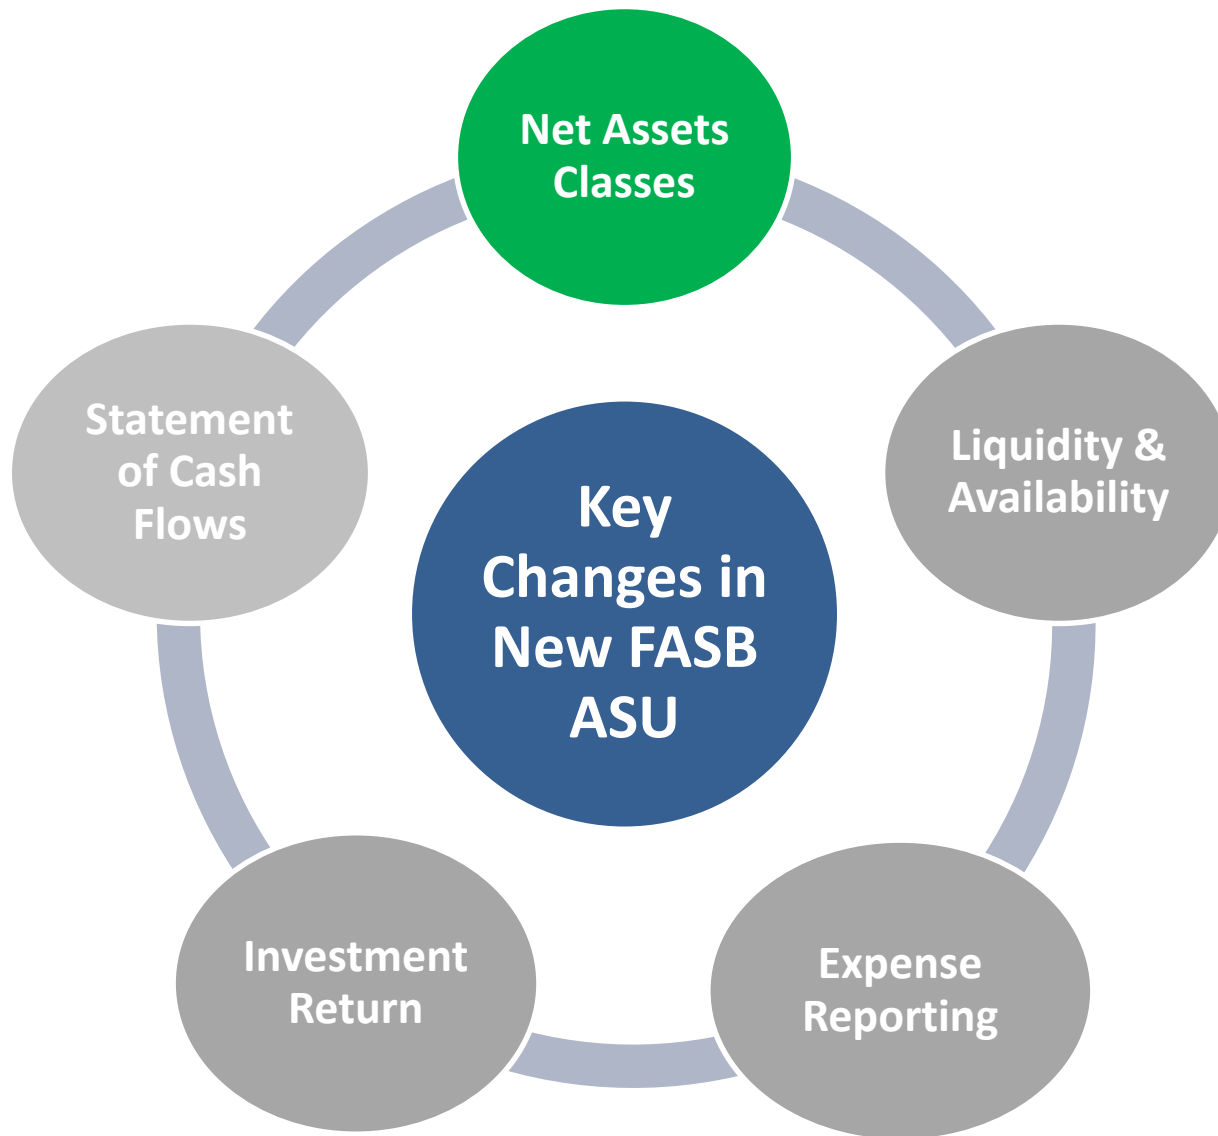 Net Assets
Classes
Liquidity &
Availability
Expense
Reporting
Investment
Return
Statement
of Cash
Flows
Key
Changes in
New FASB
ASU